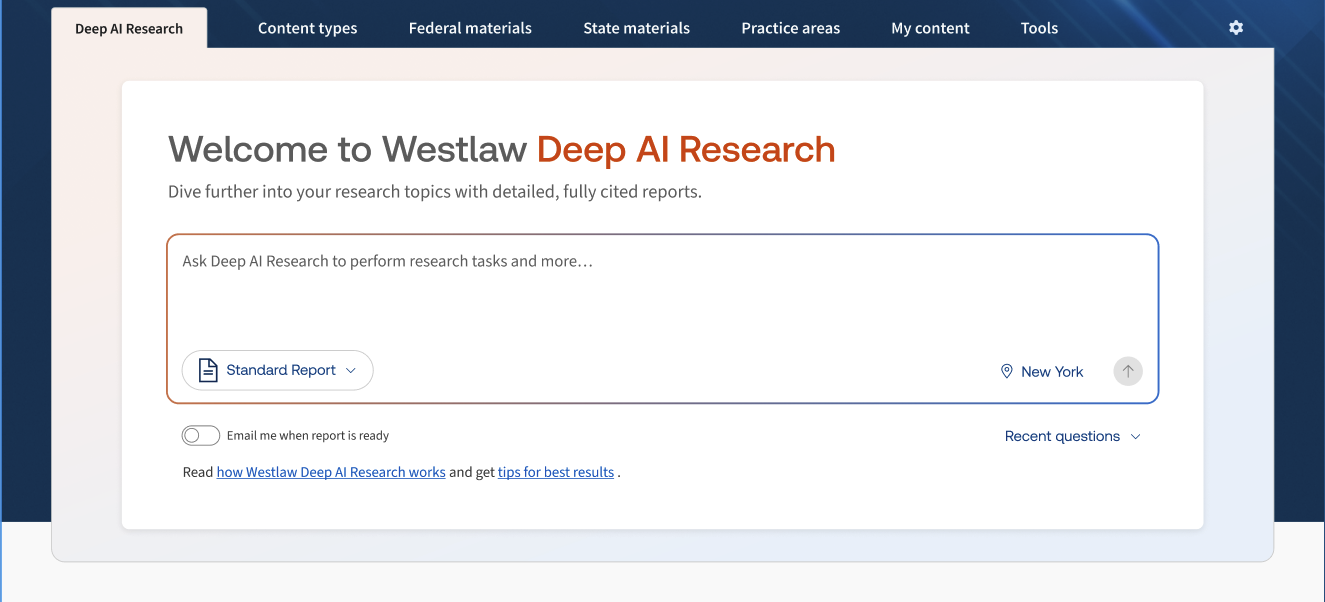 Deep AI Research Content types Federal materials State materials Practice areas My content Tools
Welcome to Westlaw Deep AI Research
Dive further into your research topics with detailed, fully cited reports.
Ask Deep AI Research to perform research tasks and more…
Standard Report New York
Email me when report is ready Recent questions
Read how Westlaw Deep AI Research works and get tips for best results .